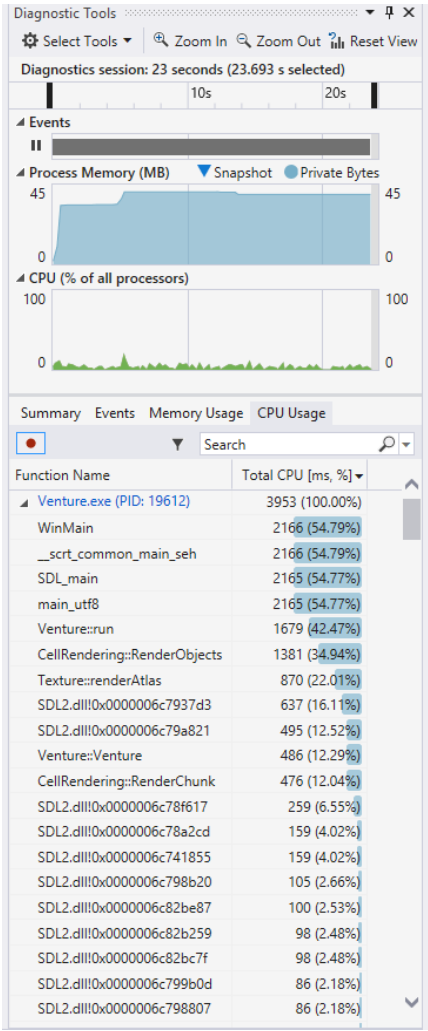 Diagnostic Tools
Select Tools Zoom In Zoom Out Reset View
Diagnostics session: 23 seconds (23.693 s selected)
10s 20s
Events
Process Memory (MB) Snapshot Private Bytes
45 45
0 0
CPU (% of all processors)
100 100
0 0
Summary Events Memory Usage CPU Usage
Search
Function Name Total CPU [ms, %]
Venture.exe (PID: 19612) 3953 (100.00%)
WinMain 2166 (54.79%)
__scrt_common_main_seh 2166 (54.79%)
SDL_main 2165 (54.77%)
main_utf8 2165 (54.77%)
Venture::run 1679 (42.47%)
CellRendering::RenderObjects 1381 (34.94%)
Texture::renderAtlas 870 (22.01%)
SDL2.dll!0x0000006c7937d3 637 (16.11%)
SDL2.dll!0x0000006c79a821 495 (12.52%)
Venture::Venture 486 (12.29%)
CellRendering::RenderChunk 476 (12.04%)
SDL2.dll!0x0000006c78f617 259 (6.55%)
SDL2.dll!0x0000006c78a2cd 159 (4.02%)
SDL2.dll!0x0000006c741855 159 (4.02%)
SDL2.dll!0x0000006c798b20 105 (2.66%)
SDL2.dll!0x0000006c82be87 100 (2.53%)
SDL2.dll!0x0000006c82b259 98 (2.48%)
SDL2.dll!0x0000006c82bc7f 98 (2.48%)
SDL2.dll!0x0000006c799b0d 86 (2.18%)
SDL2.dll!0x0000006c798807 86 (2.18%)